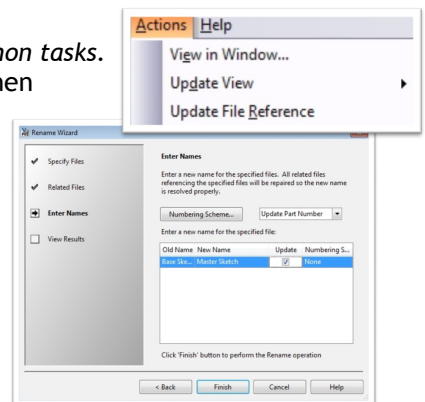 non tasks.
nen
Actions Help
View in Window...
Update View
Update File Reference
Rename Wizard
Specify Files
Related Files
Enter Names
View Results
Enter Names
Enter a new name for the specified files. All related files
referencing the specified files will be repaired so the new name
is resolved properly.
Numbering Scheme... Update Part Number
Enter a new name for the specified file:
Old Name New Name Update Numbering S...
Base Ske... Master Sketch None
Click 'Finish' button to perform the Rename operation
< Back Finish Cancel Help